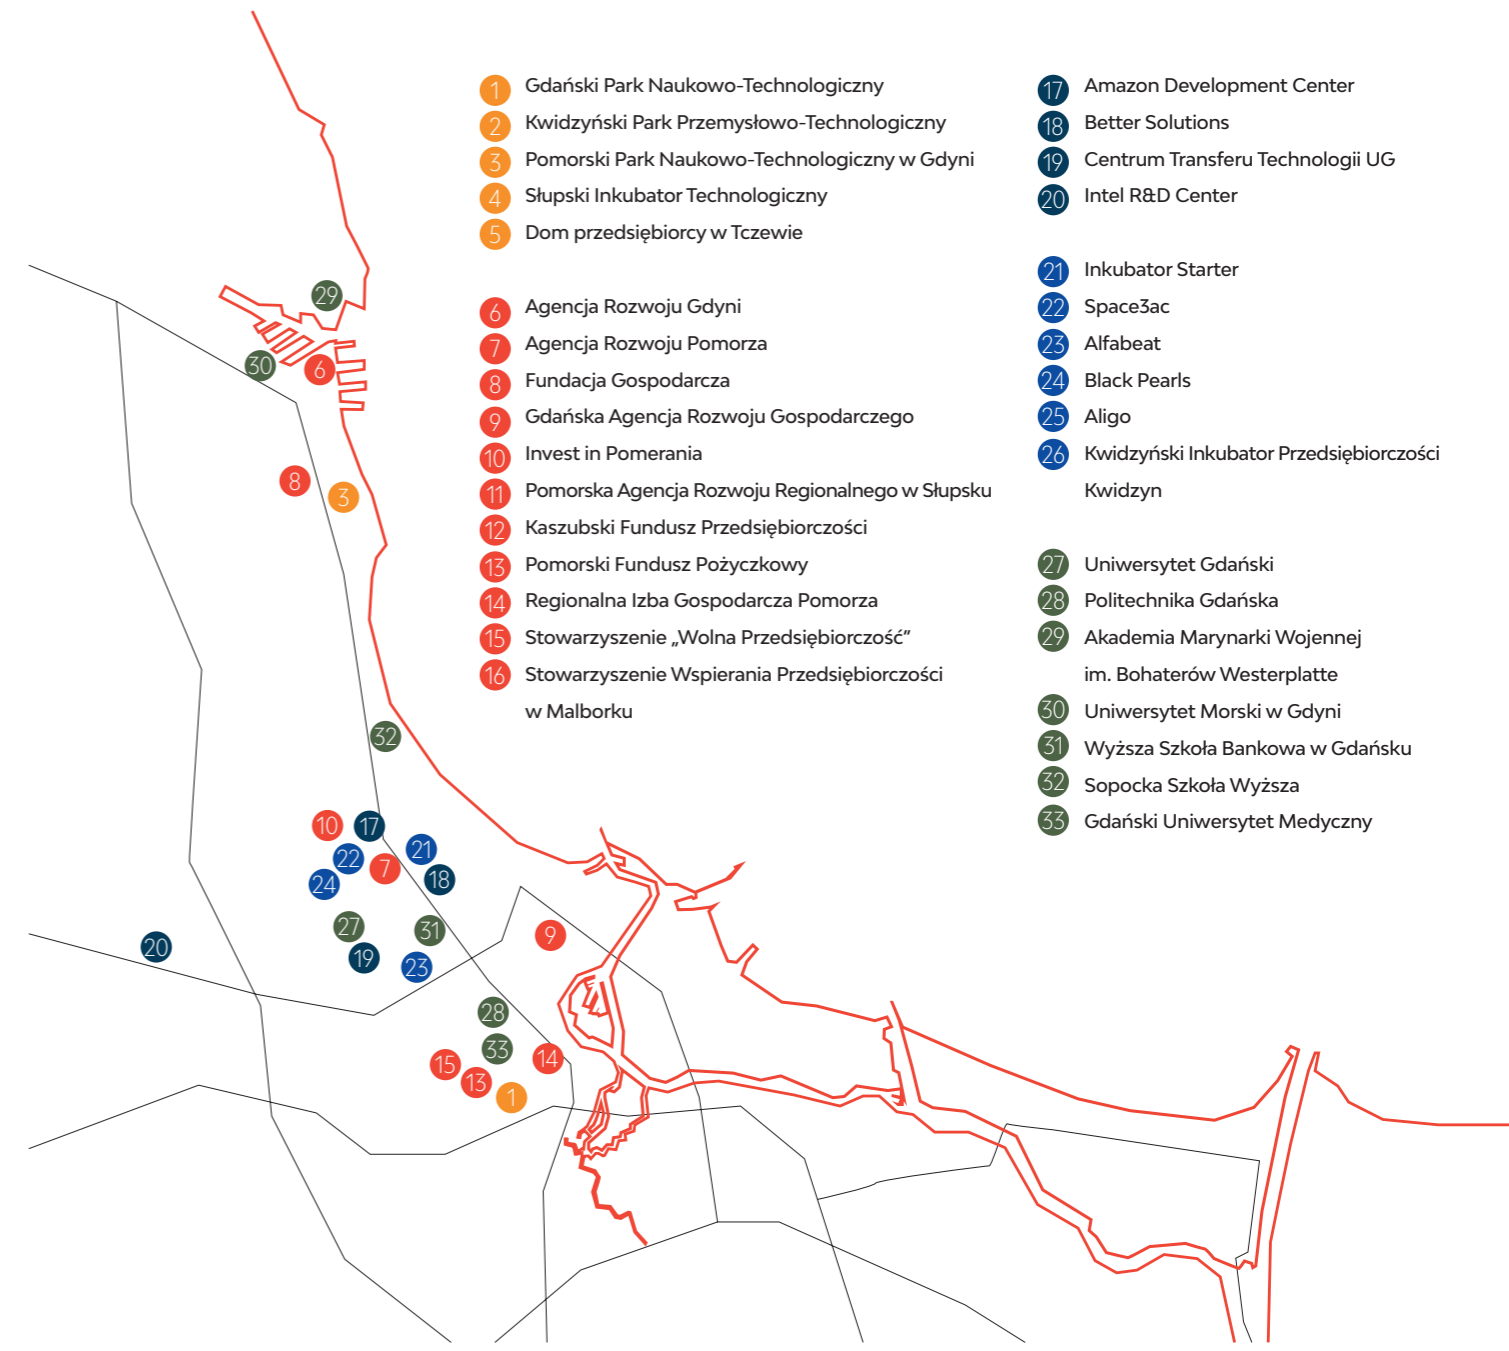 1 Gdański Park Naukowo-Technologiczny
2 Kwidzyński Park Przemysłowo-Technologiczny
3 Pomorski Park Naukowo-Technologiczny w Gdyni
4 Słupski Inkubator Technologiczny
5 Dom przedsiębiorcy w Tczewie
6 Agencja Rozwoju Gdyni
7 Agencja Rozwoju Pomorza
8 Fundacja Gospodarcza
9 Gdańska Agencja Rozwoju Gospodarczego
10 Invest in Pomerania
11 Pomorska Agencja Rozwoju Regionalnego w Słupsku
12 Kaszubski Fundusz Przedsiębiorczości
13 Pomorski Fundusz Pożyczkowy
14 Regionalna Izba Gospodarcza Pomorza
15 Stowarzyszenie „Wolna Przedsiębiorczość”
16 Stowarzyszenie Wspierania Przedsiębiorczości
w Malborku
17 Amazon Development Center
18 Better Solutions
19 Centrum Transferu Technologii UG
20 Intel R&D Center
21 Inkubator Starter
22 Space3ac
23 Alfabeat
24 Black Pearls
25 Aligo
26 Kwidzyński Inkubator Przedsiębiorczości
Kwidzyn
27 Uniwersytet Gdański
28 Politechnika Gdańska
29 Akademia Marynarki Wojennej
im. Bohaterów Westerplatte
30 Uniwersytet Morski w Gdyni
31 Wyższa Szkoła Bankowa w Gdańsku
32 Sopocka Szkoła Wyższa
33 Gdański Uniwersytet Medyczny
29
30
6
8
3
32
10
17
21
22
7
18
24
27
31
9
20
19
23
28
33
14
15
13
1